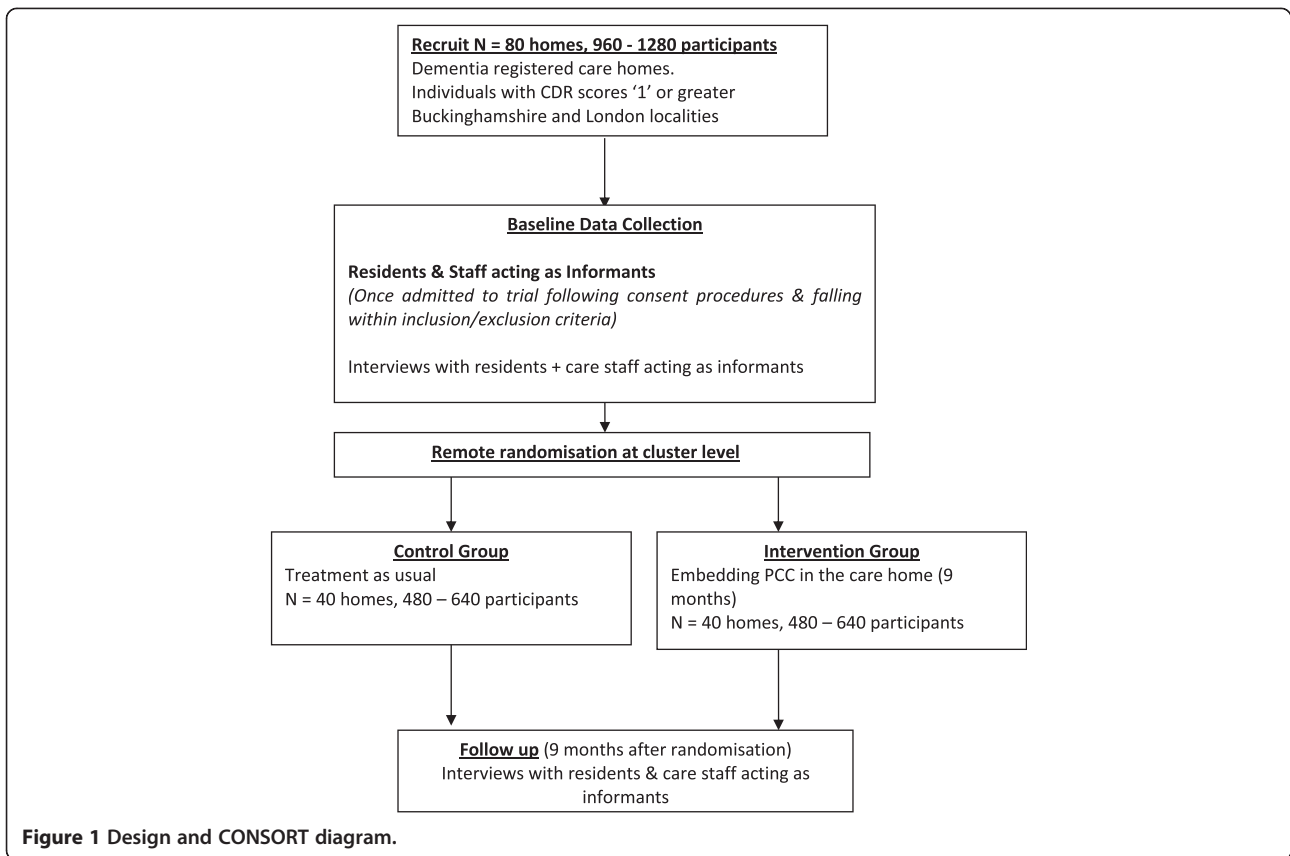 Recruit N = 80 homes, 960 - 1280 participants
Dementia registered care homes.
Individuals with CDR scores ‘1’ or greater
Buckinghamshire and London localities
Baseline Data Collection
Residents & Staff acting as Informants
(Once admitted to trial following consent procedures & falling
within inclusion/exclusion criteria)
Interviews with residents + care staff acting as informants
Remote randomisation at cluster level
Control Group
Treatment as usual
N = 40 homes, 480 – 640 participants
Intervention Group
Embedding PCC in the care home (9
months)
N = 40 homes, 480 – 640 participants
Follow up (9 months after randomisation)
Interviews with residents & care staff acting as
informants
Figure 1 Design and CONSORT diagram.